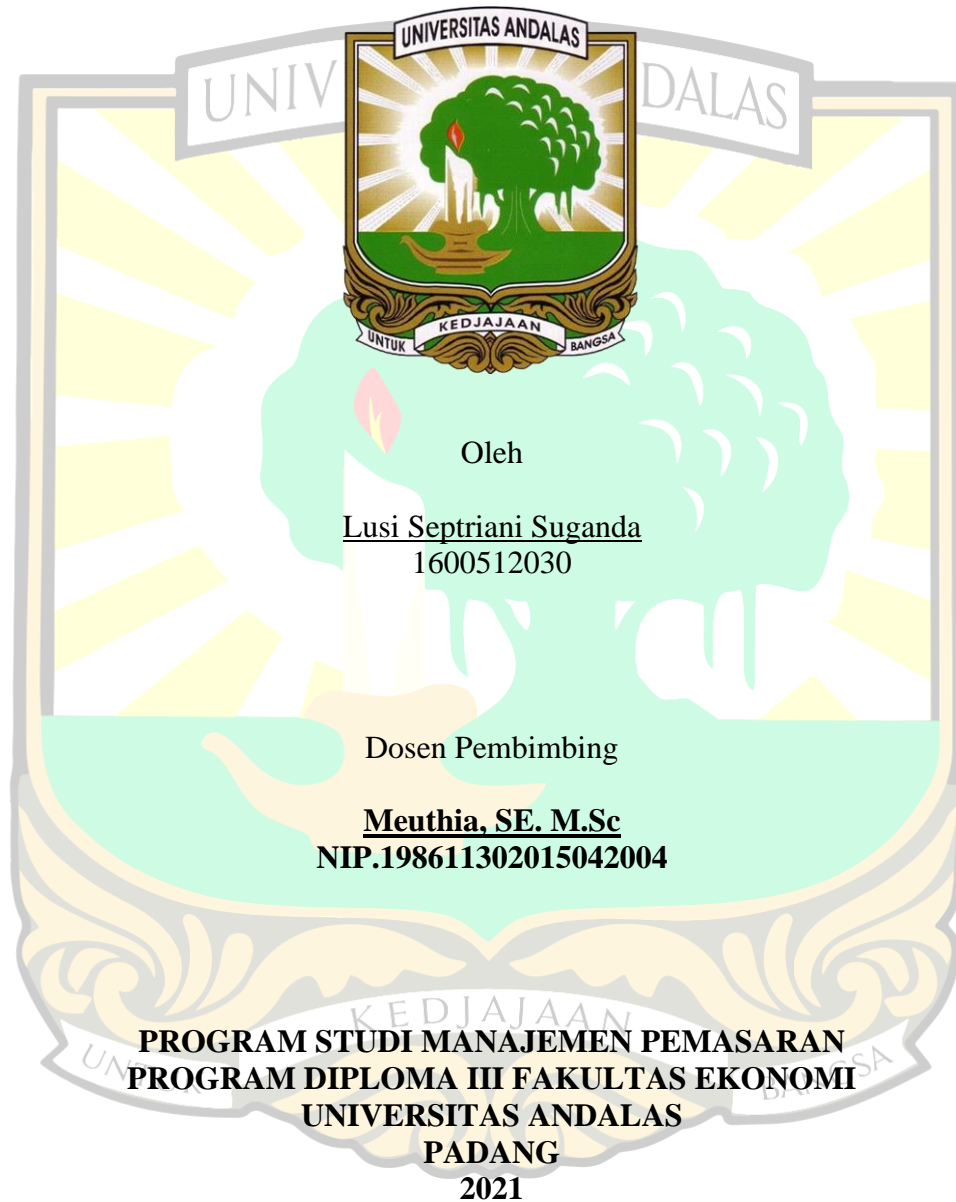 UNIVERSITAS ANDALAS
UNIV DALAS
UNTUK KEDJAJAAN BANGSA
Oleh
Lusi Septriani Suganda
1600512030
Dosen Pembimbing
Meuthia, SE. M.Sc
NIP.198611302015042004
KEDJAJAAN
PROGRAM STUDI MANAJEMEN PEMASARAN
PROGRAM DIPLOMA III FAKULTAS EKONOMI
UNIVERSITAS ANDALAS
PADANG
2021